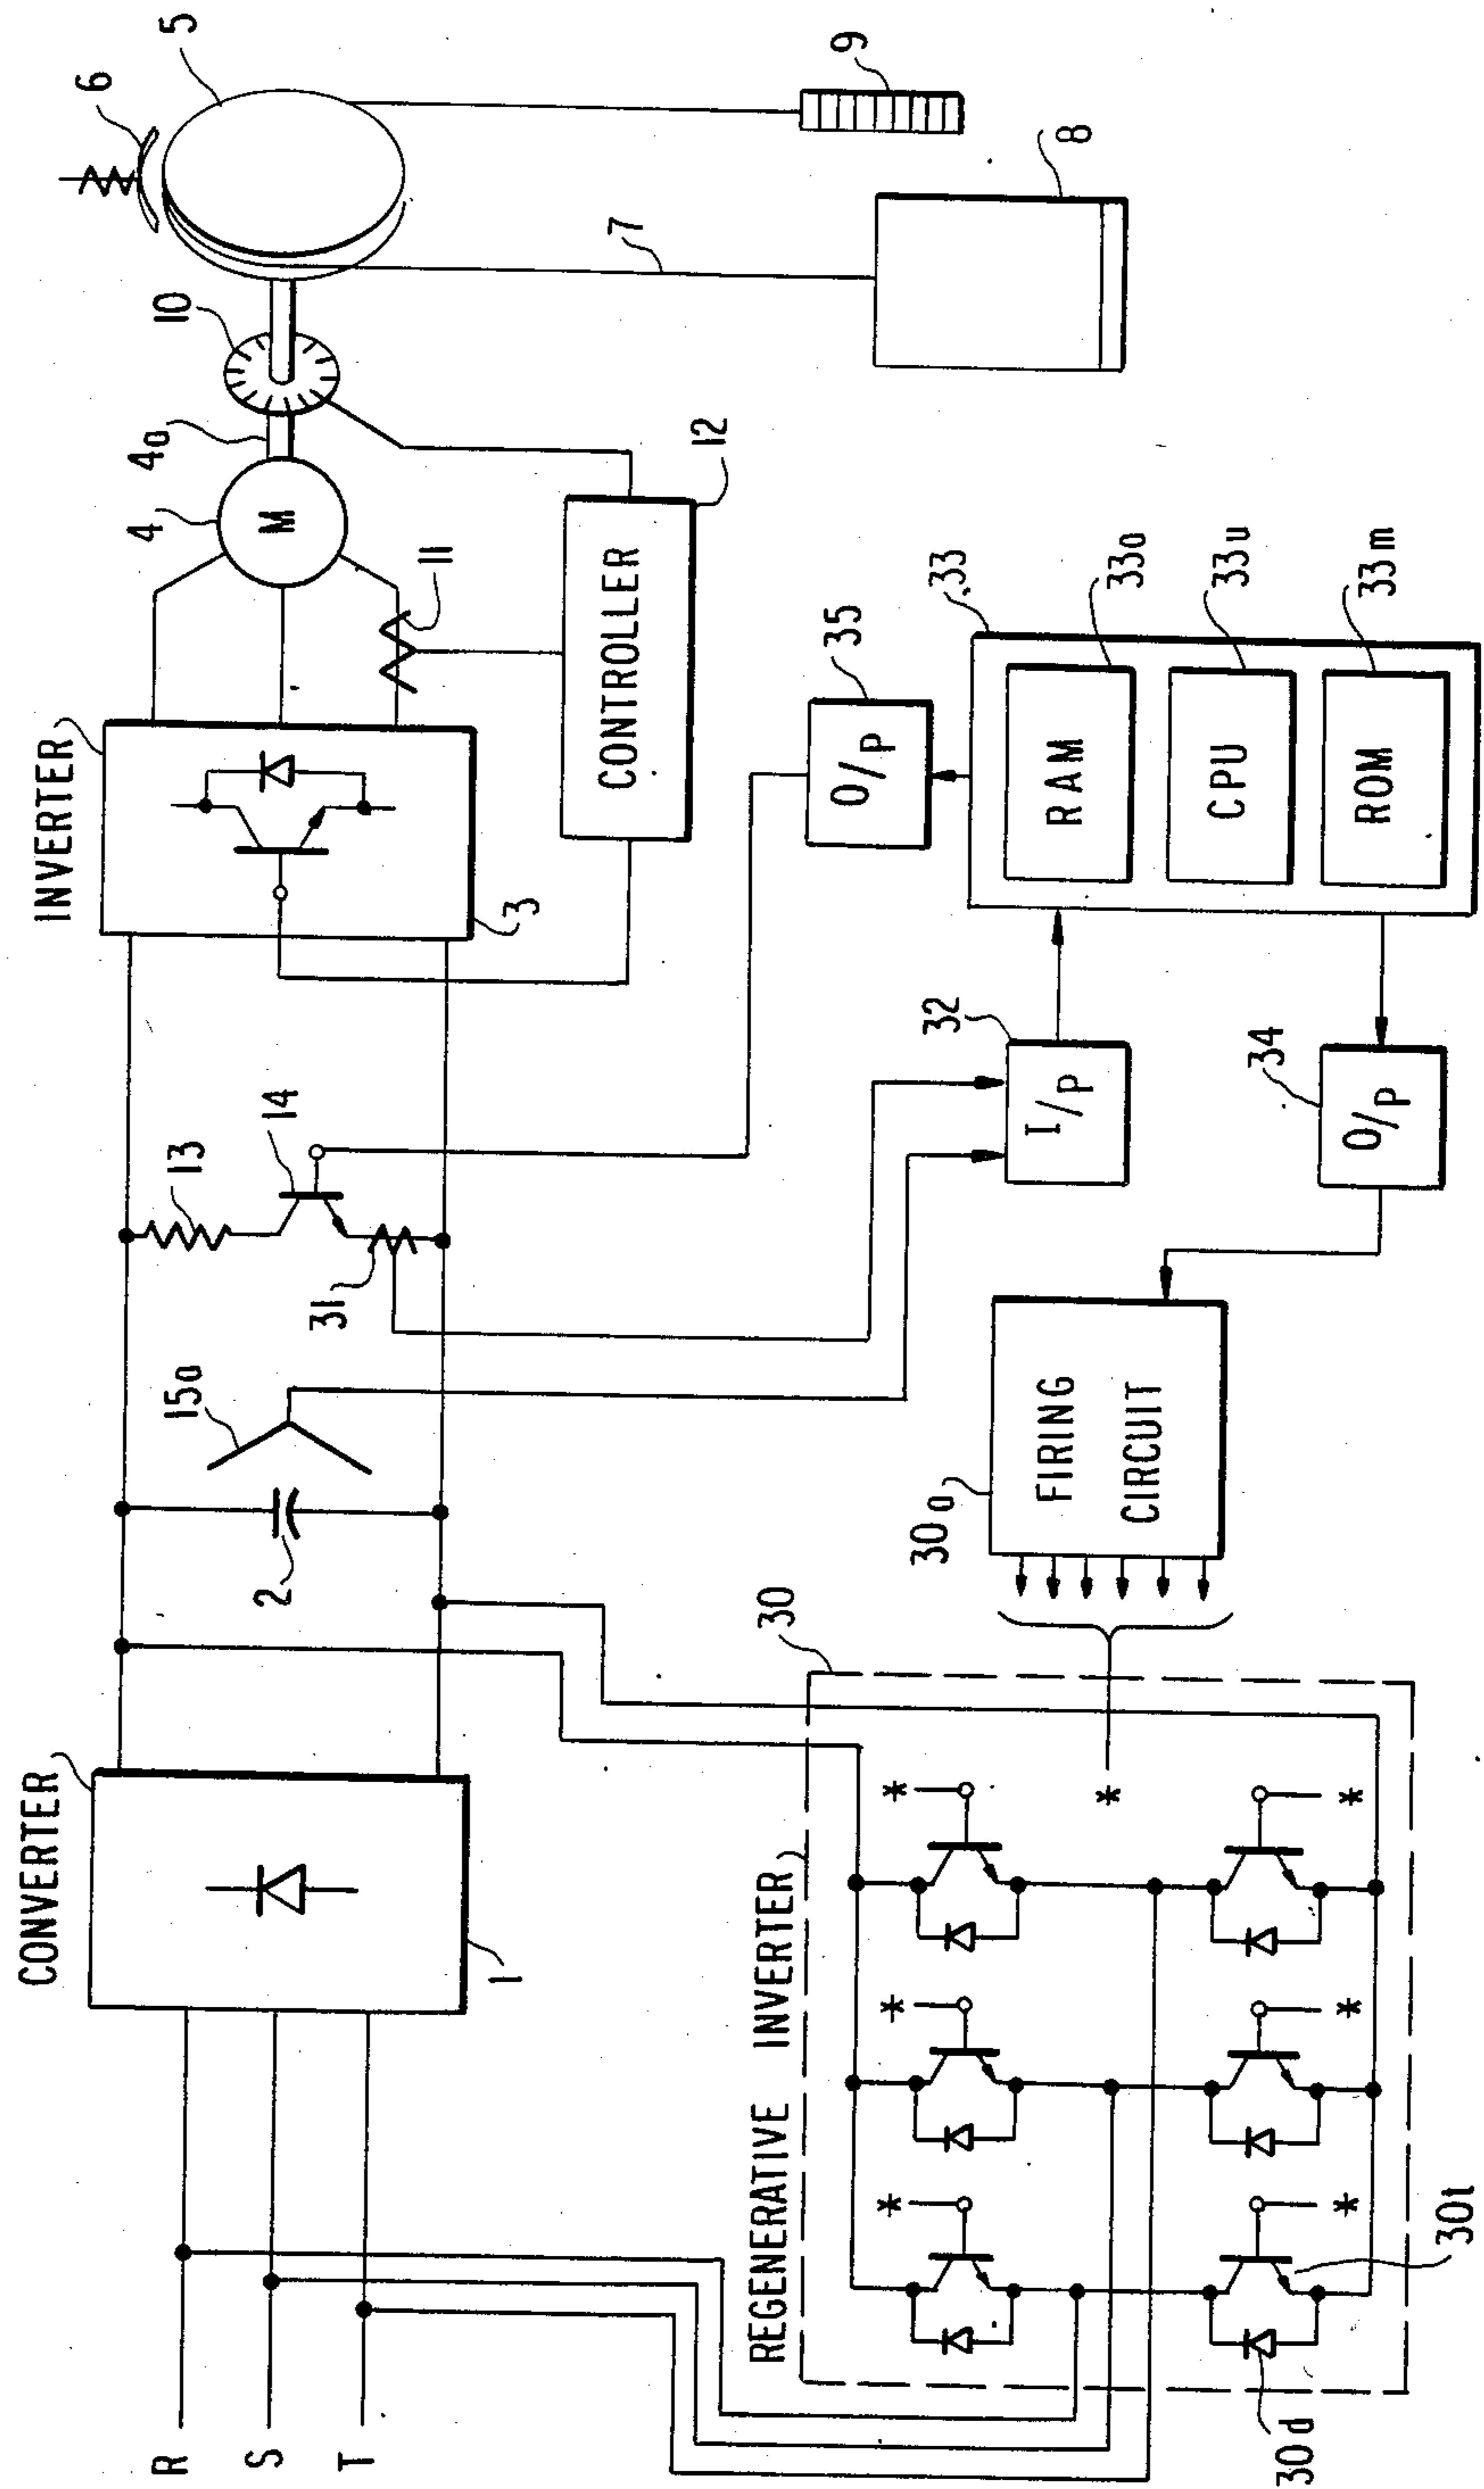 CONVERTER
INVERTER
R
S
T
1
2
15a
31
13
14
3
4
4a
M
10
6
5
11
7
8
9
CONTROLLER
12
REGENERATIVE INVERTER
30
30a
FIRING
CIRCUIT
*
*
*
*
*
*
*
30d
30t
I/P
32
O/P
34
O/P
35
33
RAM
33a
CPU
33u
ROM
33m